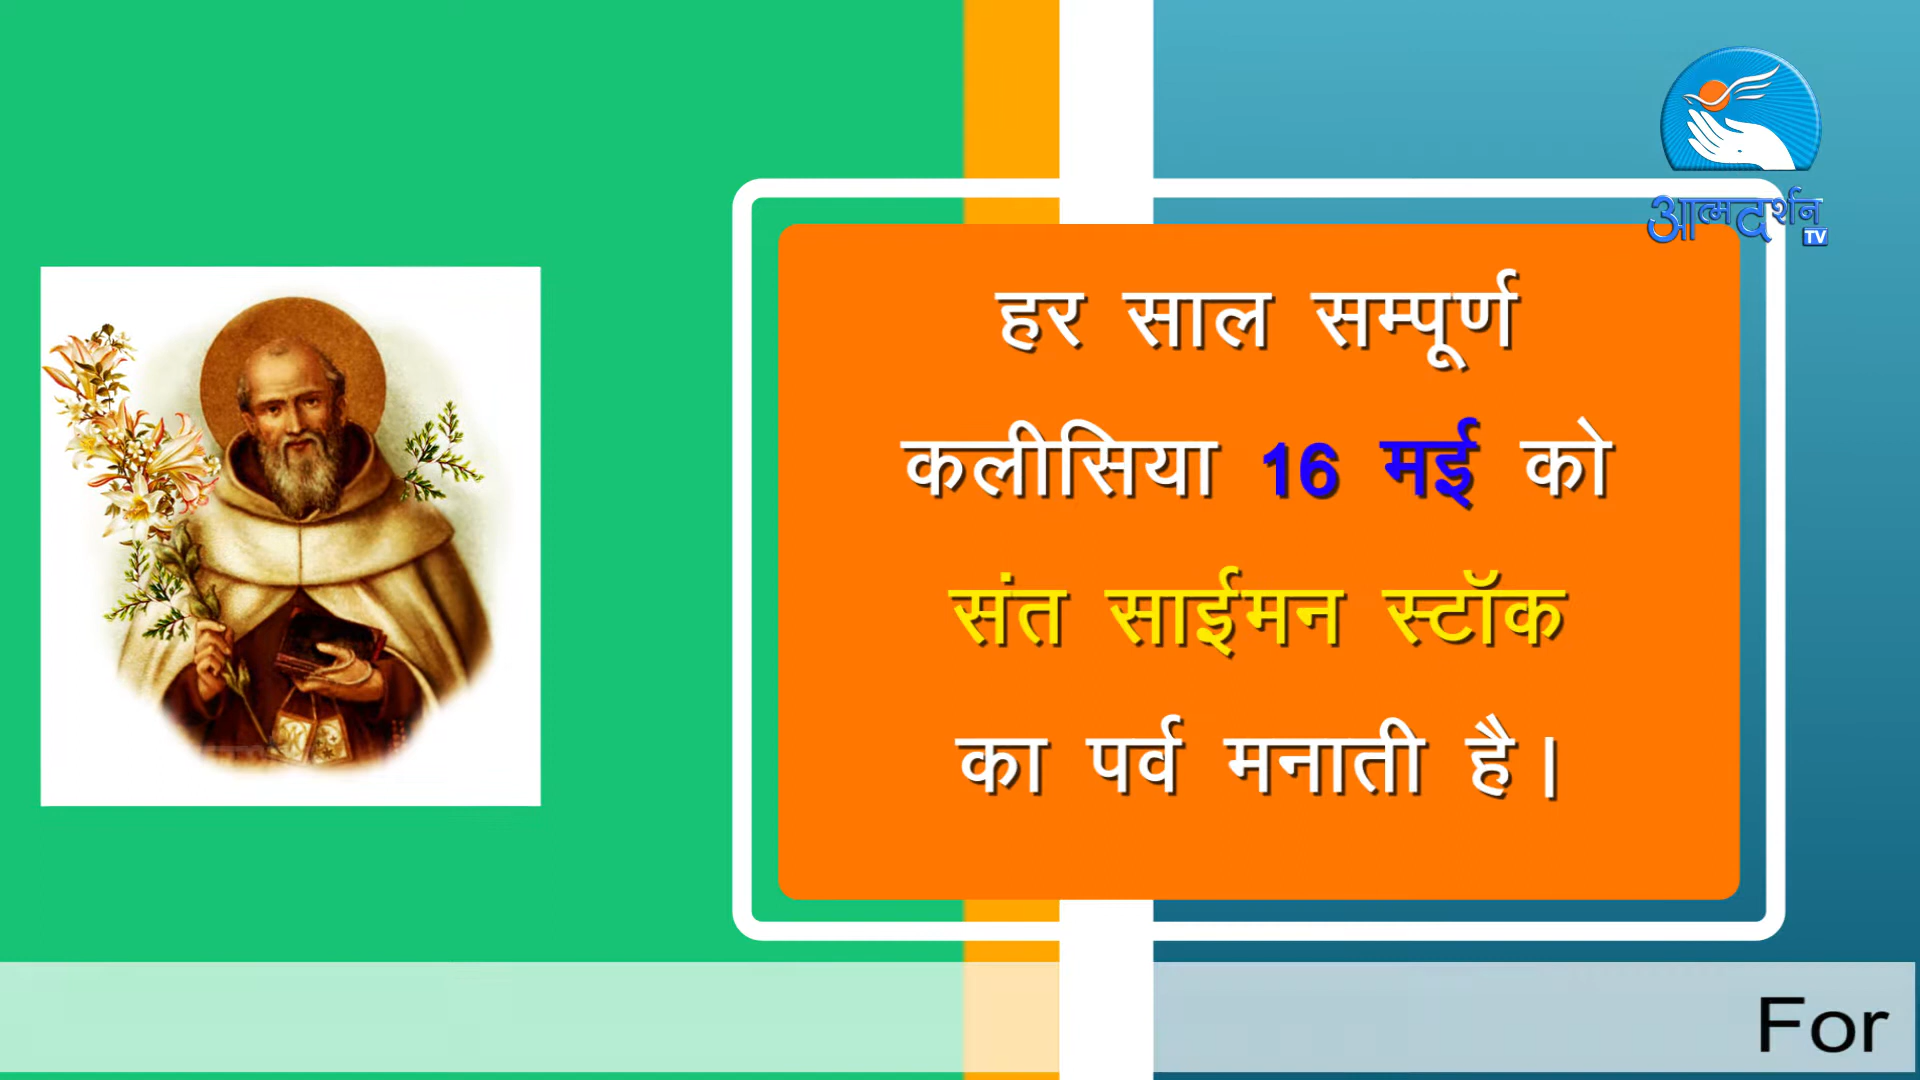 आत्मदर्शन
TV
हर साल सम्पूर्ण
कलीसिया 16 मई को
संत साईमन स्टॉक
का पर्व मनाती है।
For